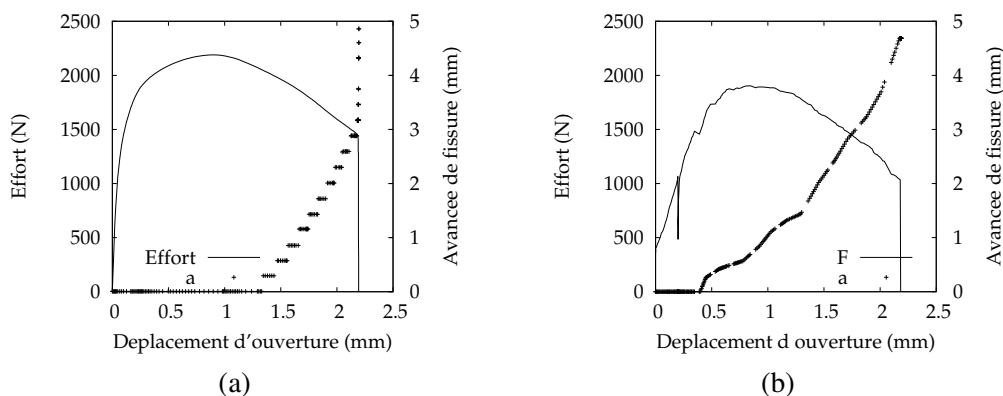 2500
2000
1500
1000
500
0
Effort (N)
5
4
3
2
1
0
Avancee de fissure (mm)
0 0.5 1 1.5 2 2.5
Deplacement d'ouverture (mm)
Effort
a
(a)
2500
2000
1500
1000
500
0
Effort (N)
5
4
3
2
1
0
Avancee de fissure (mm)
0 0.5 1 1.5 2 2.5
Deplacement d ouverture (mm)
F
a
(b)